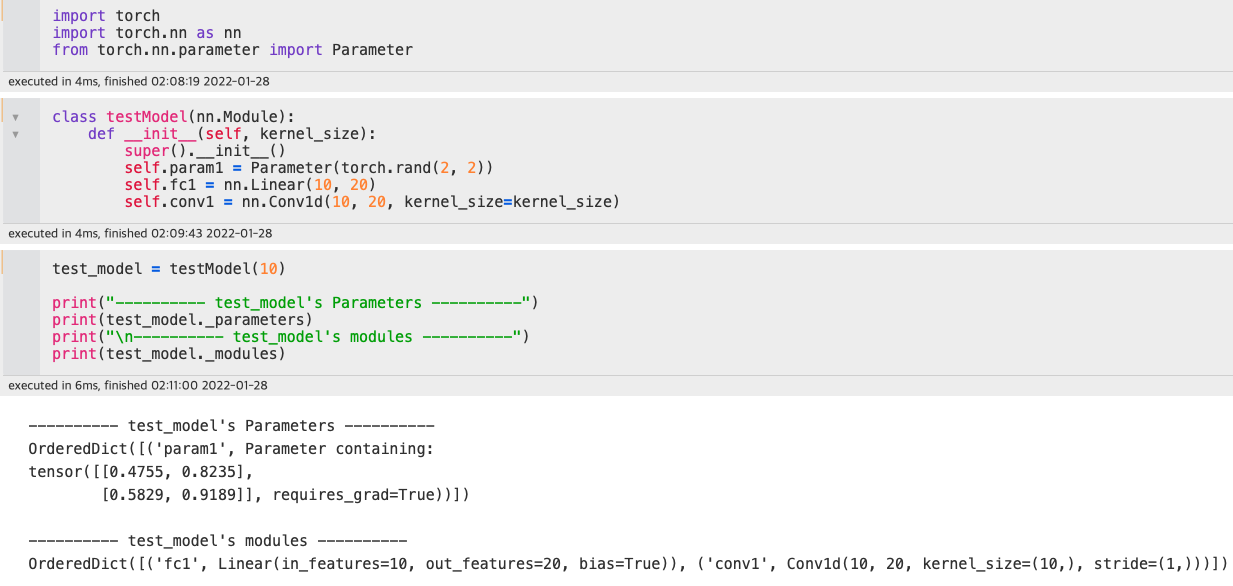 import torch
import torch.nn as nn
from torch.nn.parameter import Parameter
executed in 4ms, finished 02:08:19 2022-01-28
class testModel(nn.Module):
    def __init__(self, kernel_size):
        super().__init__()
        self.param1 = Parameter(torch.rand(2, 2))
        self.fc1 = nn.Linear(10, 20)
        self.conv1 = nn.Conv1d(10, 20, kernel_size=kernel_size)
executed in 4ms, finished 02:09:43 2022-01-28
test_model = testModel(10)
print("---------- test_model's Parameters ----------")
print(test_model._parameters)
print("\n---------- test_model's modules ----------")
print(test_model._modules)
executed in 6ms, finished 02:11:00 2022-01-28
---------- test_model's Parameters ----------
OrderedDict([('param1', Parameter containing:
tensor([[0.4755, 0.8235],
        [0.5829, 0.9189]], requires_grad=True))])
---------- test_model's modules ----------
OrderedDict([('fc1', Linear(in_features=10, out_features=20, bias=True)), ('conv1', Conv1d(10, 20, kernel_size=(10,), stride=(1,)))])